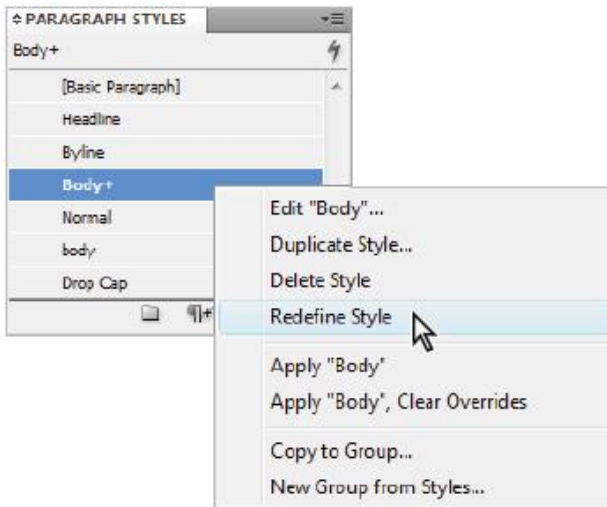 PARAGRAPH STYLES
Body+
[Basic Paragraph]
Headline
Byline
Body+
Normal
body
Drop Cap
Edit "Body"...
Duplicate Style...
Delete Style
Redefine Style
Apply "Body"
Apply "Body", Clear Overrides
Copy to Group...
New Group from Styles...